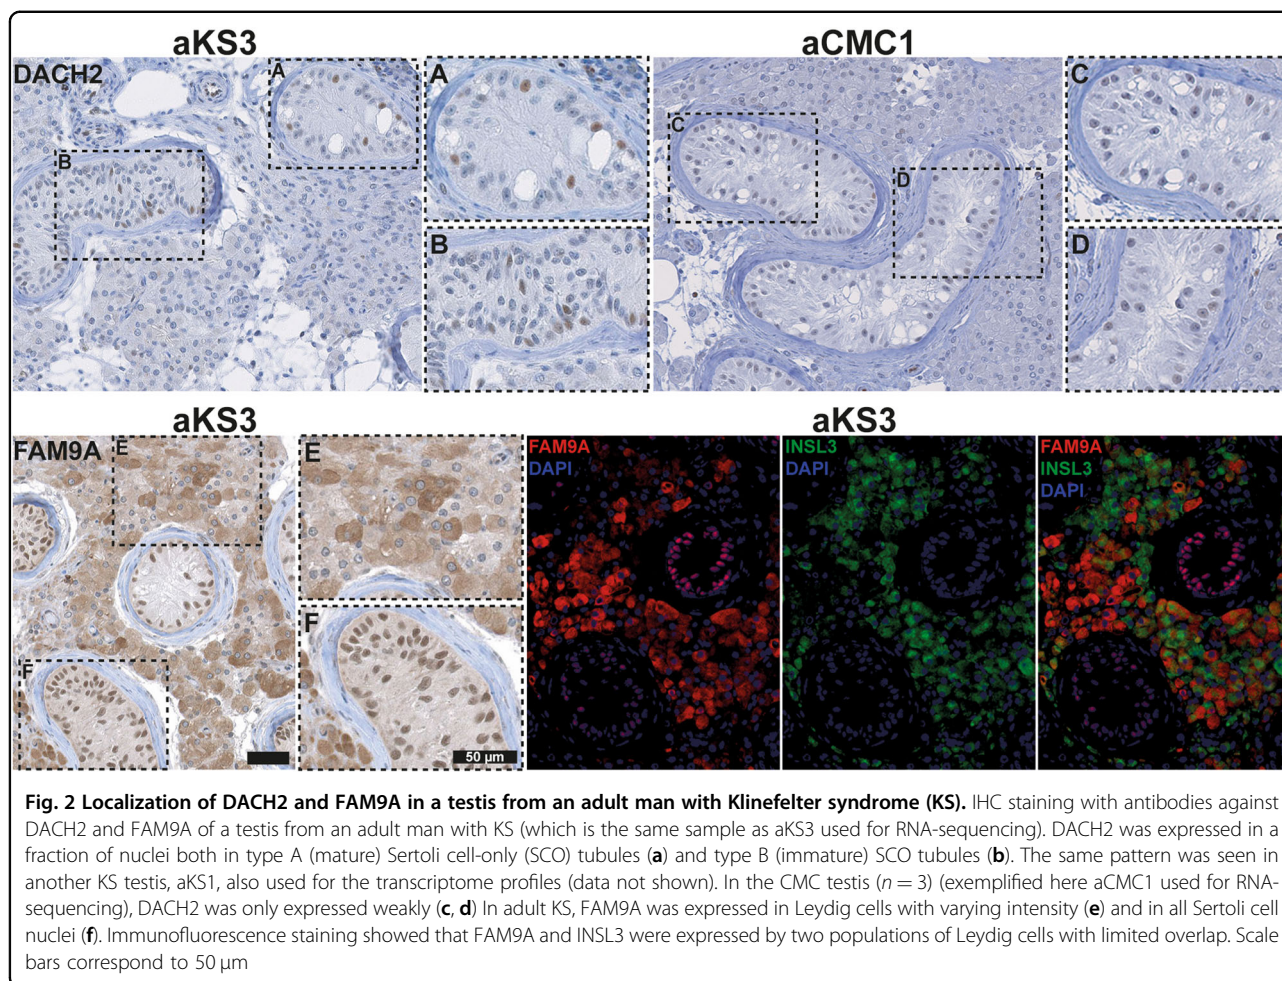 aKS3
aCMC1
DACH2
A
B
A
B
C
D
C
D
aKS3
aKS3
FAM9A
E
F
E
F
50 µm
FAM9A
DAPI
INSL3
DAPI
FAM9A
INSL3
DAPI
Fig. 2 Localization of DACH2 and FAM9A in a testis from an adult man with Klinefelter syndrome (KS). IHC staining with antibodies against
DACH2 and FAM9A of a testis from an adult man with KS (which is the same sample as aKS3 used for RNA-sequencing). DACH2 was expressed in a
fraction of nuclei both in type A (mature) Sertoli cell-only (SCO) tubules (a) and type B (immature) SCO tubules (b). The same pattern was seen in
another KS testis, aKS1, also used for the transcriptome profiles (data not shown). In the CMC testis (n = 3) (exemplified here aCMC1 used for RNA-
sequencing), DACH2 was only expressed weakly (c, d) In adult KS, FAM9A was expressed in Leydig cells with varying intensity (e) and in all Sertoli cell
nuclei (f). Immunofluorescence staining showed that FAM9A and INSL3 were expressed by two populations of Leydig cells with limited overlap. Scale
bars correspond to 50 µm